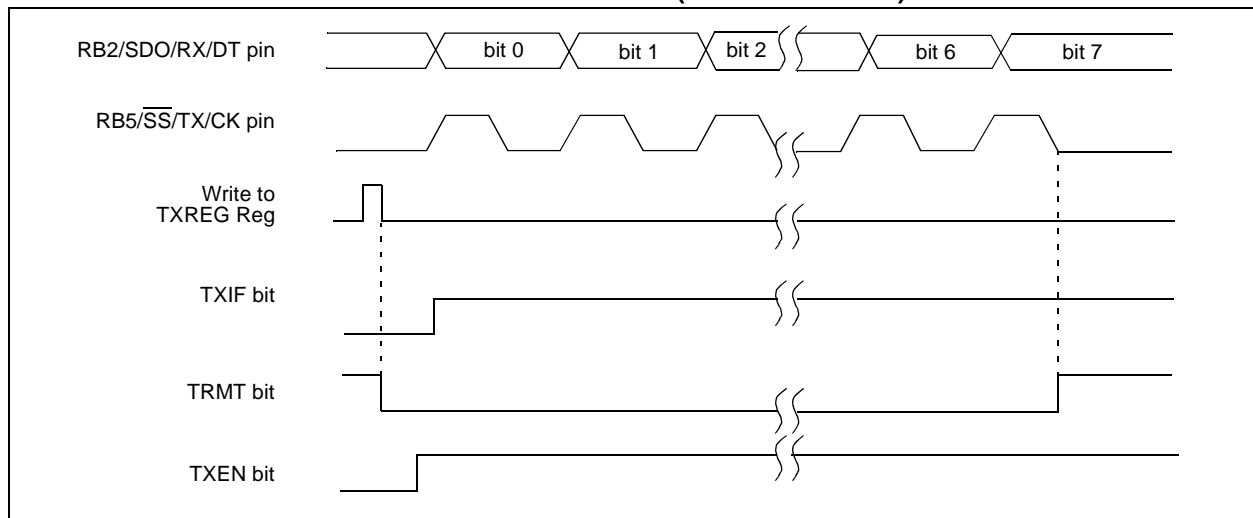 RB2/SDO/RX/DT pin
bit 0 bit 1 bit 2 bit 6 bit 7
RB5/SS/TX/CK pin
Write to
TXREG Reg
TXIF bit
TRMT bit
TXEN bit